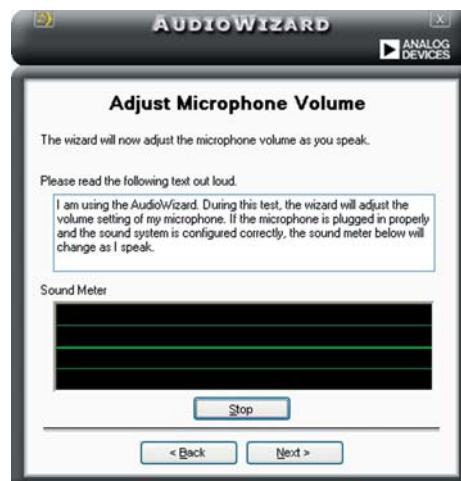 AUDIOWIZARD
X
ANALOG
DEVICES
Adjust Microphone Volume
The wizard will now adjust the microphone volume as you speak.
Please read the following text out loud.
I am using the AudioWizard. During this test, the wizard will adjust the
volume setting of my microphone. If the microphone is plugged in properly
and the sound system is configured correctly, the sound meter below will
change as I speak.
Sound Meter
Stop
< Back Next >